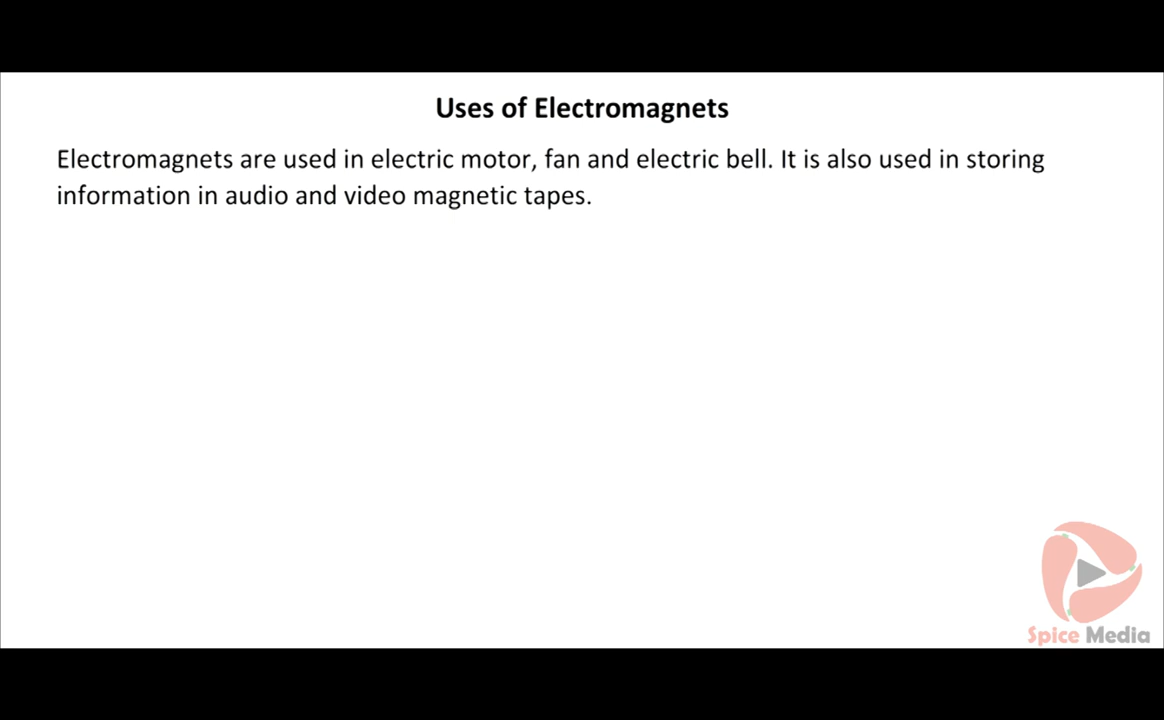 Uses of Electromagnets
Electromagnets are used in electric motor, fan and electric bell. It is also used in storing
information in audio and video magnetic tapes.
Spice Media